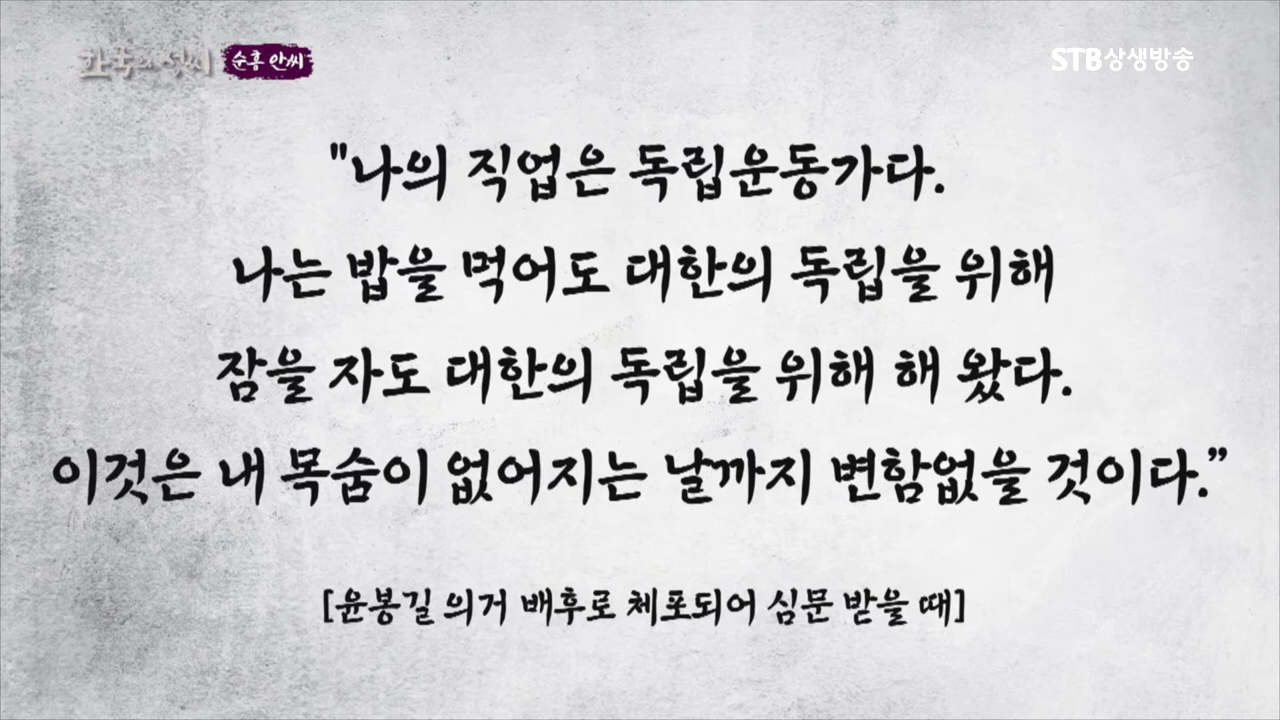 한국의 성씨 순흥 안씨
STB상생방송
"나의 직업은 독립운동가다.
나는 밥을 먹어도 대한의 독립을 위해
잠을 자도 대한의 독립을 위해 해 왔다.
이것은 내 목숨이 없어지는 날까지 변함없을 것이다.”
[윤봉길 의거 배후로 체포되어 심문 받을 때]